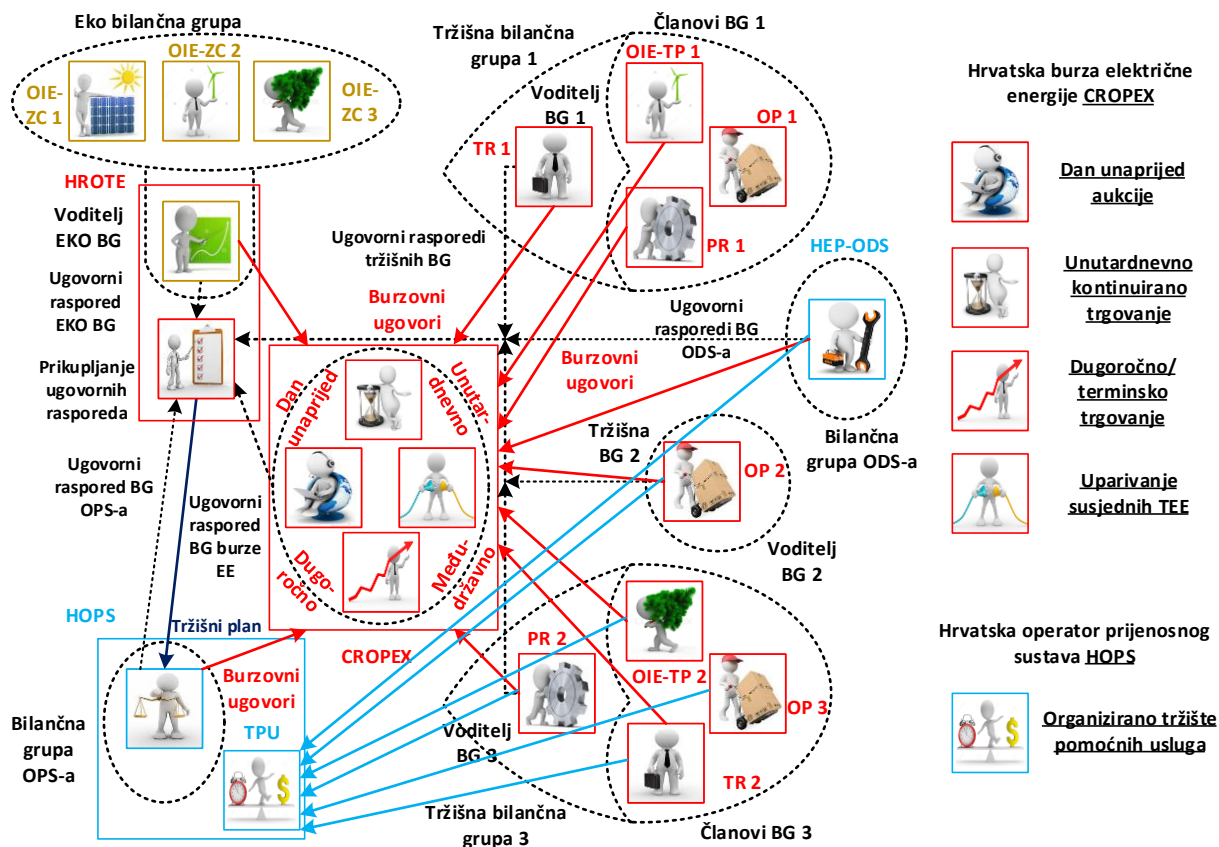 Eko bilančna grupa
OIE-ZC 2
OIE-
ZC 1
OIE-
ZC 3
HROTE
Voditelj
EKO BG
Ugovorni
raspored
EKO BG
Prikupljanje
ugovornih
rasporeda
Ugovorni
raspored BG
OPS-a
Ugovorni
raspored
BG burze
EE
Tržišna bilančna
grupa 1
Članovi BG 1
Voditelj
BG 1
TR 1
OIE-TP 1
OP 1
PR 1
Ugovorni rasporedi
tržišnih BG
Burzovni
ugovori
HEP-ODS
Ugovorni
rasporedi BG
ODS-a
Burzovni
ugovori
Bilančna
grupa ODS-a
Dan
unaprijed
Unutar-
dnevno
Dugo-
ročno
Među-
državno
CROPEX
Tržišna
BG 2
OP 2
Voditelj
BG 2
HOPS
Tržišni plan
Burzovni
ugovori
TPU
Bilančna
grupa
OPS-a
PR 2
Voditelj
BG 3
OIE-TP 2
OP 3
TR 2
Tržišna bilančna
grupa 3
Članovi BG 3
Hrvatska burza električne
energije CROPEX
Dan unaprijed
aukcije
Unutardnevno
kontinuirano
trgovanje
Dugoročno/
terminsko
trgovanje
Uparivanje
susjednih TEE
Hrvatska operator prijenosnog
sustava HOPS
Organizirano tržište
pomoćnih usluga